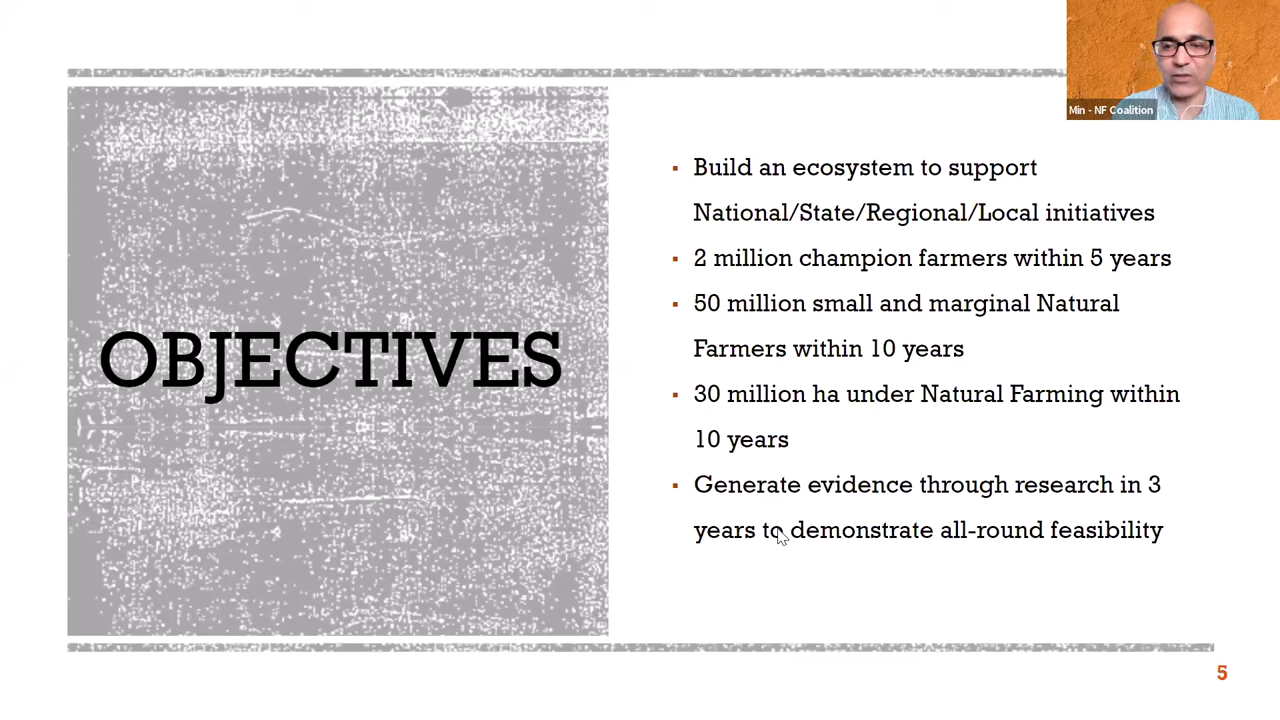 Min - NF Coalition
OBJECTIVES
▪ Build an ecosystem to support
National/State/Regional/Local initiatives
▪ 2 million champion farmers within 5 years
▪ 50 million small and marginal Natural
Farmers within 10 years
▪ 30 million ha under Natural Farming within
10 years
▪ Generate evidence through research in 3
years to demonstrate all-round feasibility
5